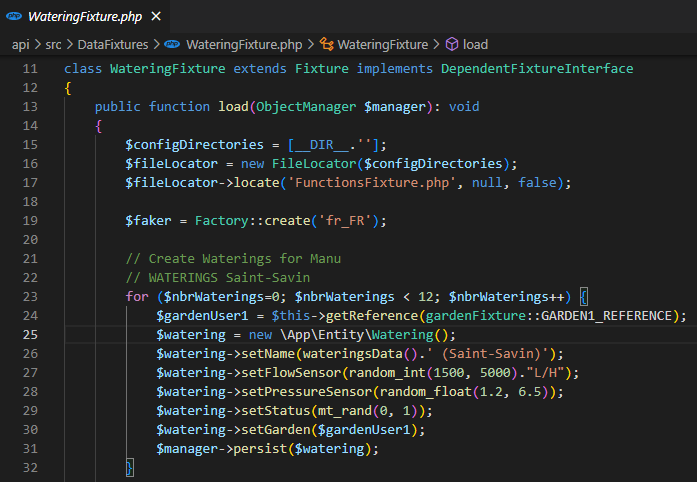 php WateringFixture.php ×
api > src > DataFixtures > php WateringFixture.php > WateringFixture > load
11 class WateringFixture extends Fixture implements DependentFixtureInterface
12 {
13     public function load(ObjectManager $manager): void
14     {
15         $configDirectories = [__DIR__.''];
16         $fileLocator = new FileLocator($configDirectories);
17         $fileLocator->locate('FunctionsFixture.php', null, false);
18
19         $faker = Factory::create('fr_FR');
20
21         // Create Waterings for Manu
22         // WATERINGS Saint-Savin
23         for ($nbrWaterings=0; $nbrWaterings < 12; $nbrWaterings++) {
24             $gardenUser1 = $this->getReference(gardenFixture::GARDEN1_REFERENCE);
25             $watering = new \App\Entity\Watering();
26             $watering->setName(wateringsData().' (Saint-Savin)');
27             $watering->setFlowSensor(random_int(1500, 5000)."L/H");
28             $watering->setPressureSensor(random_float(1.2, 6.5));
29             $watering->setStatus(mt_rand(0, 1));
30             $watering->setGarden($gardenUser1);
31             $manager->persist($watering);
32         }